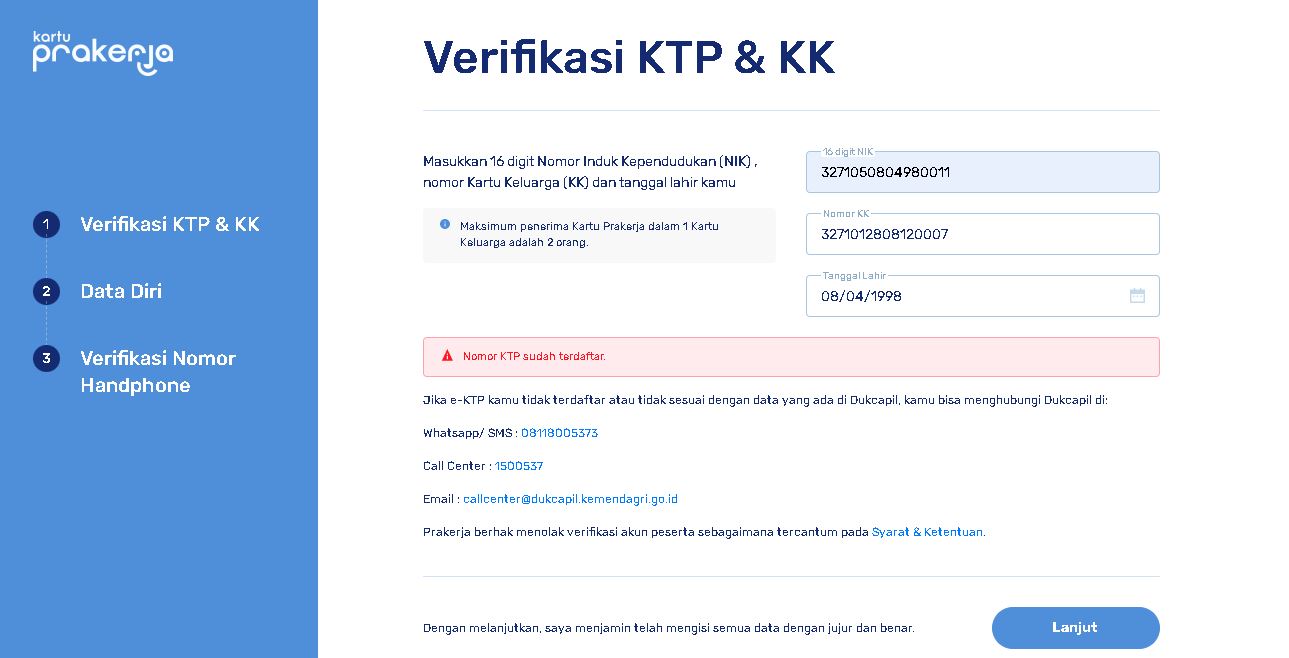 kartu
prakerja
1 Verifikasi KTP & KK
2 Data Diri
3 Verifikasi Nomor
Handphone
Verifikasi KTP & KK
Masukkan 16 digit Nomor Induk Kependudukan (NIK) ,
nomor Kartu Keluarga (KK) dan tanggal lahir kamu
Maksimum penerima Kartu Prakerja dalam 1 Kartu
Keluarga adalah 2 orang.
16 digit NIK
3271050804980011
Nomor KK
3271012808120007
Tanggal Lahir
08/04/1998
Nomor KTP sudah terdaftar.
Jika e-KTP kamu tidak terdaftar atau tidak sesuai dengan data yang ada di Dukcapil, kamu bisa menghubungi Dukcapil di:
Whatsapp/ SMS : 08118005373
Call Center : 1500537
Email : callcenter@dukcapil.kemendagri.go.id
Prakerja berhak menolak verifikasi akun peserta sebagaimana tercantum pada Syarat & Ketentuan.
Dengan melanjutkan, saya menjamin telah mengisi semua data dengan jujur dan benar.
Lanjut